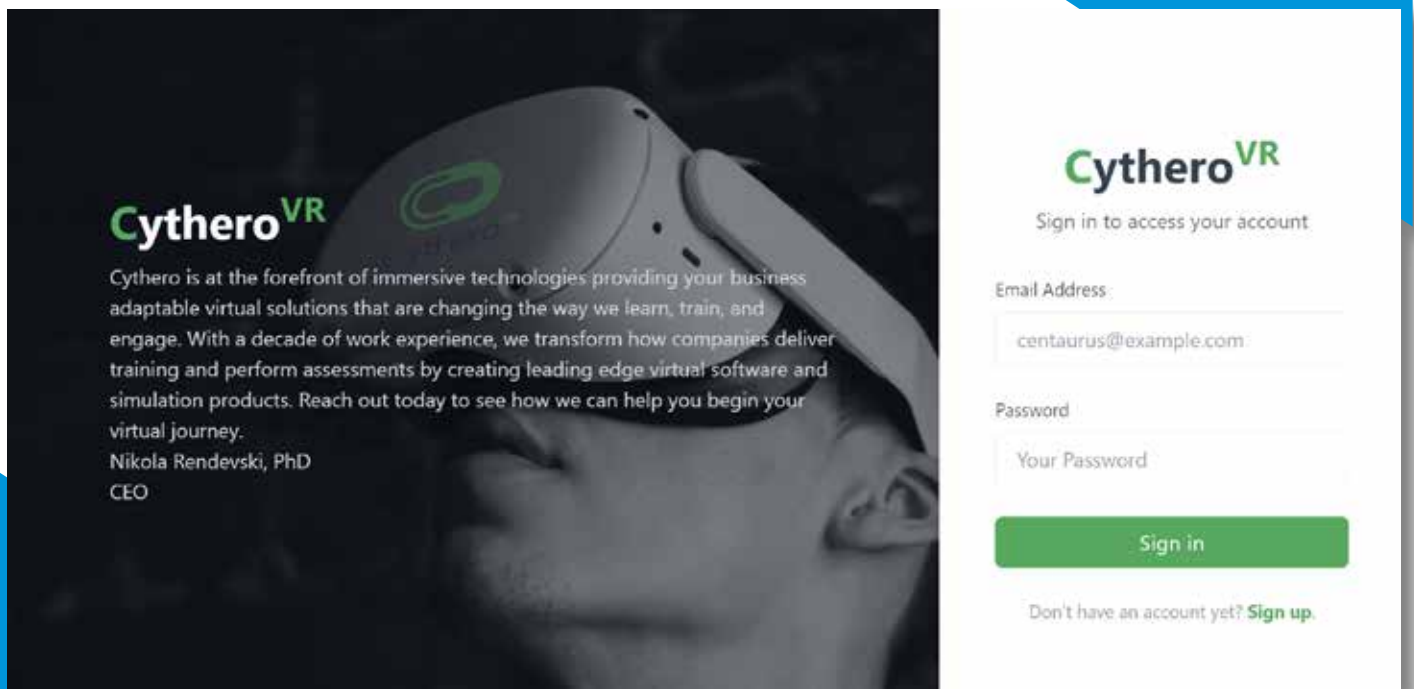 CytheroVR
Cythero is at the forefront of immersive technologies providing your business
adaptable virtual solutions that are changing the way we learn, train, and
engage. With a decade of work experience, we transform how companies deliver
training and perform assessments by creating leading edge virtual software and
simulation products. Reach out today to see how we can help you begin your
virtual journey.
Nikola Rendevski, PhD
CEO
CytheroVR
Sign in to access your account
Email Address
centaurus@example.com
Password
Your Password
Sign in
Don't have an account yet? Sign up.